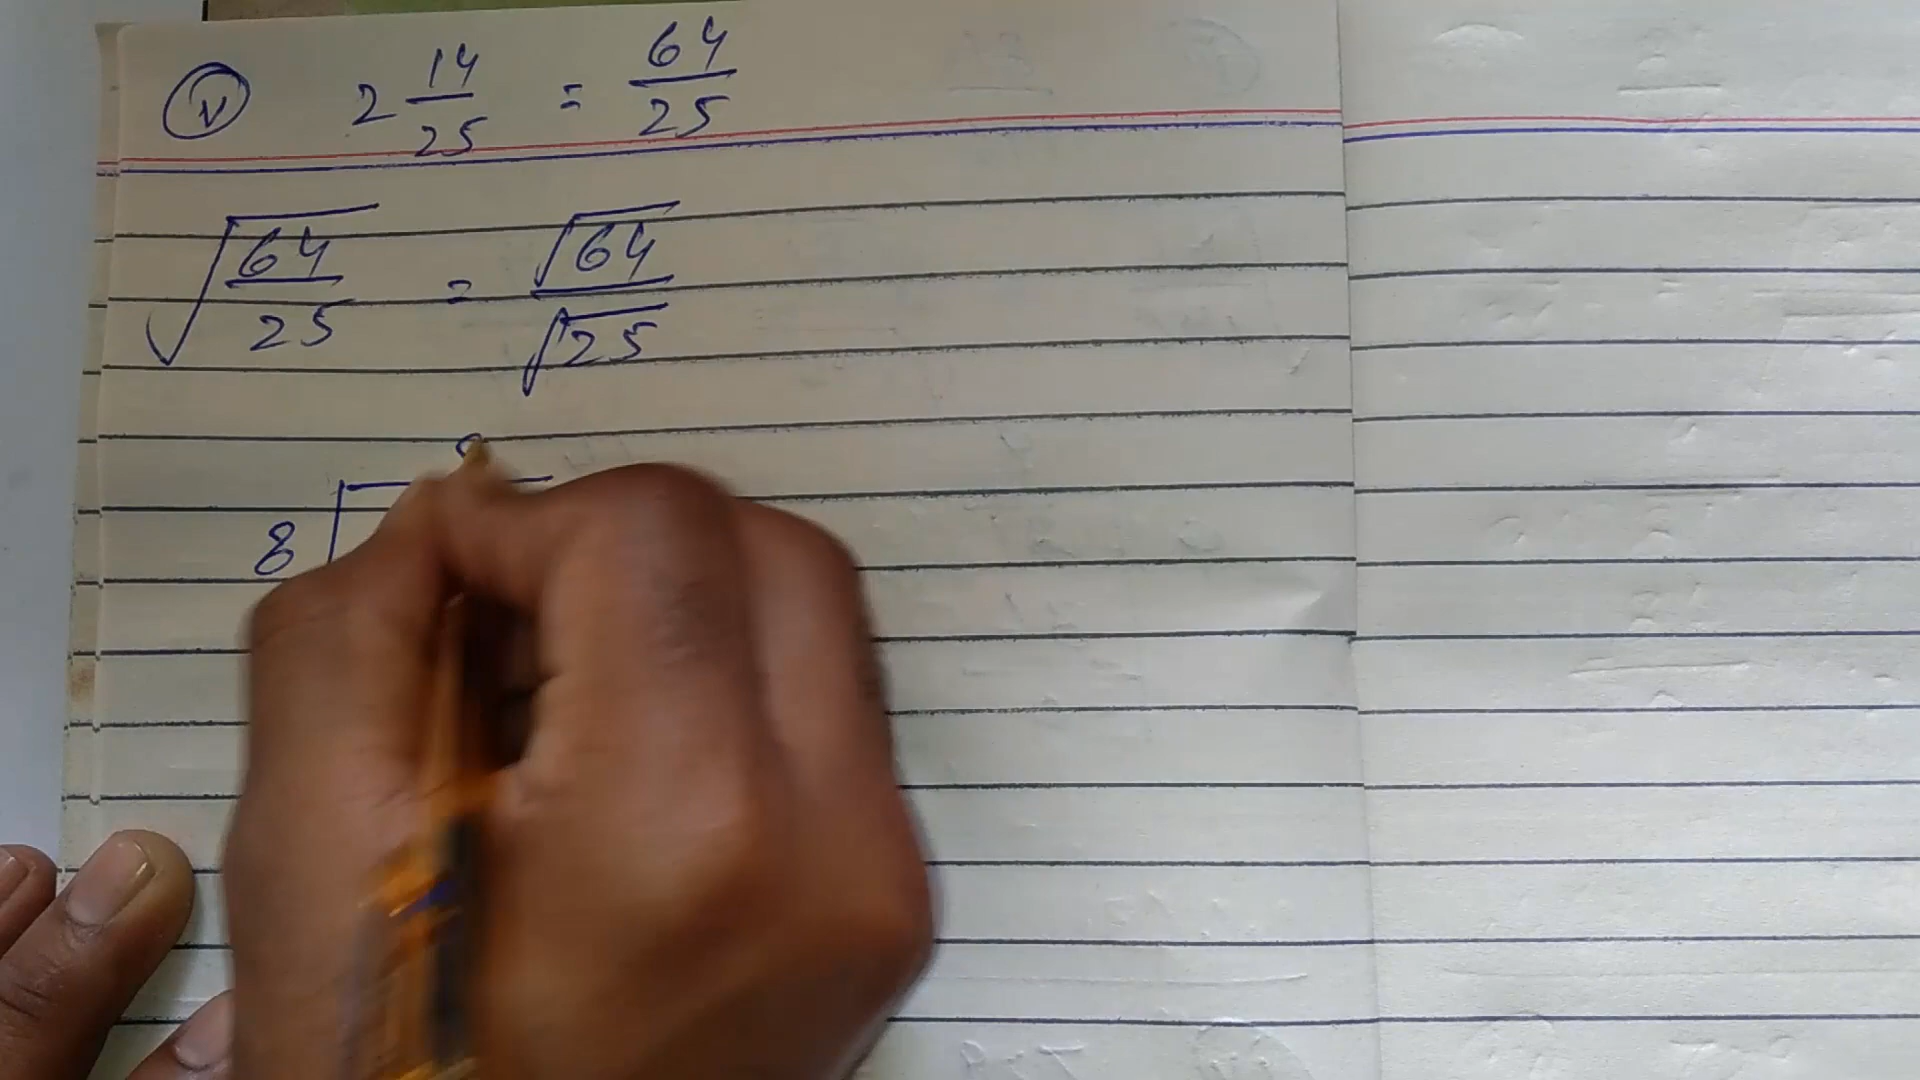 (v) 2 14/25 = 64/25
√(64/25) = √64/√25
8